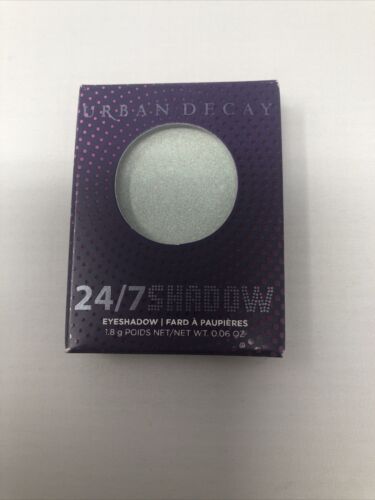 URBAN DECAY
24/7 SHADOW
EYESHADOW | FARD À PAUPIÈRES
1.8 g POIDS NET/NET WT. 0.06 OZ